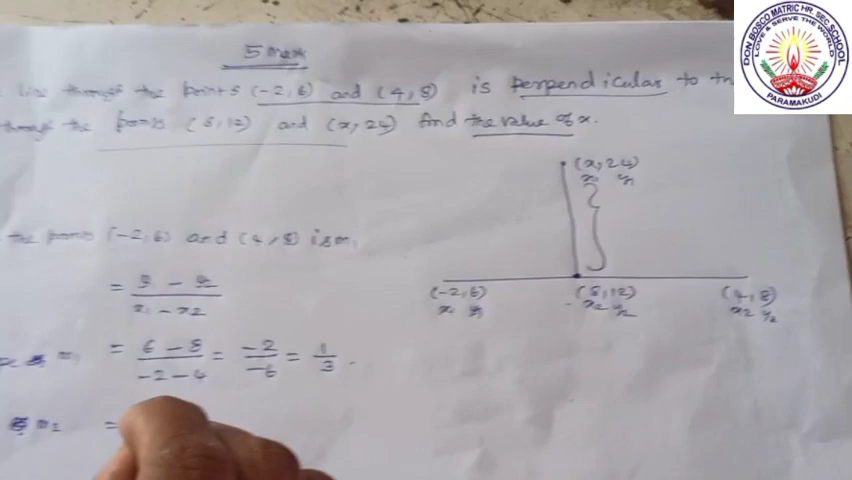 5 Mark
line through the points (-2, 6) and (4, 8) is perpendicular to th
through the points (8, 12) and (x, 24) find the value of x.
(x, 24)
x1 y1
the points (-2, 6) and (4, 8) is m1
= y1 - y2
x1 - x2
(-2, 6) (8, 12) (4, 8)
x1 y1 x2 y2 x2 y2
m1 = 6 - 8 = -2 = 1
-2 - 4 -6 3
m2 =
DON BOSCO MATRIC HR. SEC. SCHOOL
LOVE & SERVE THE WORLD
PARAMAKUDI